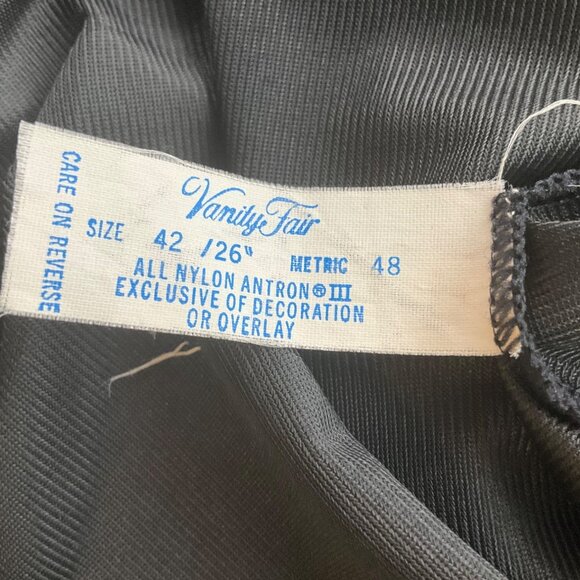 Vanity Fair
SIZE 42 /26" METRIC 48
ALL NYLON ANTRON® III
EXCLUSIVE OF DECORATION
OR OVERLAY
CARE ON REVERSE